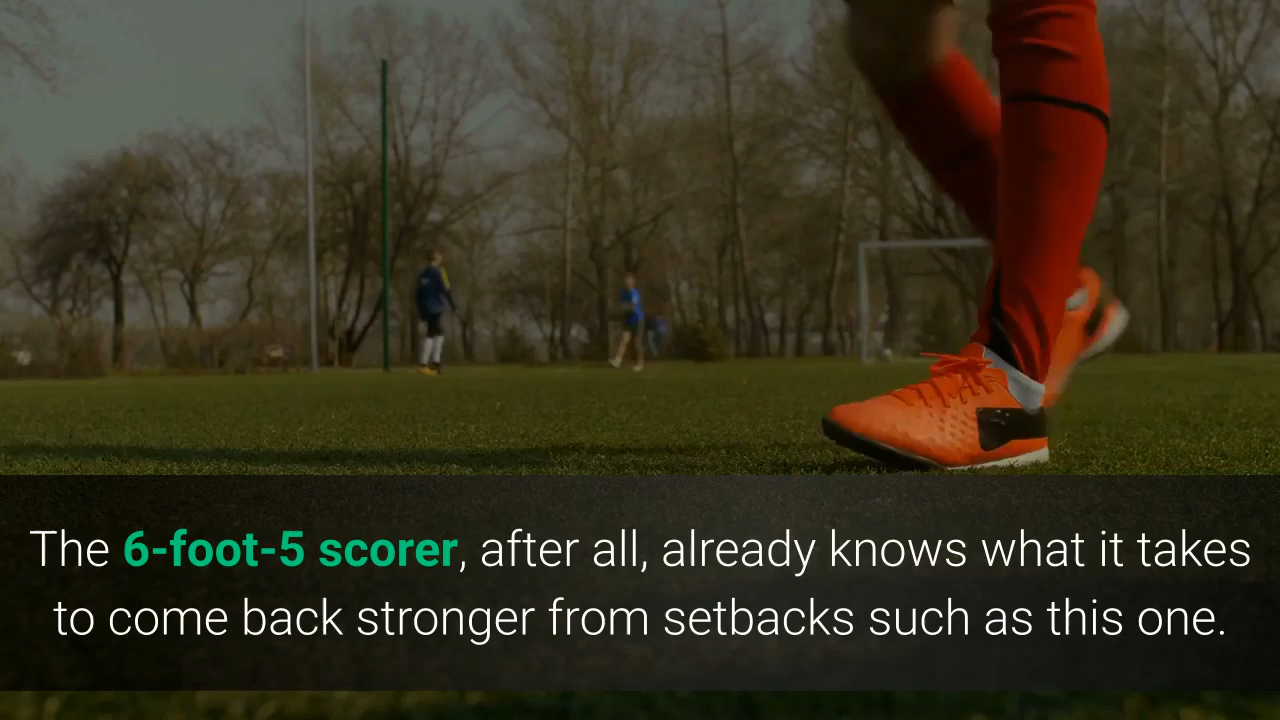 The 6-foot-5 scorer, after all, already knows what it takes
to come back stronger from setbacks such as this one.